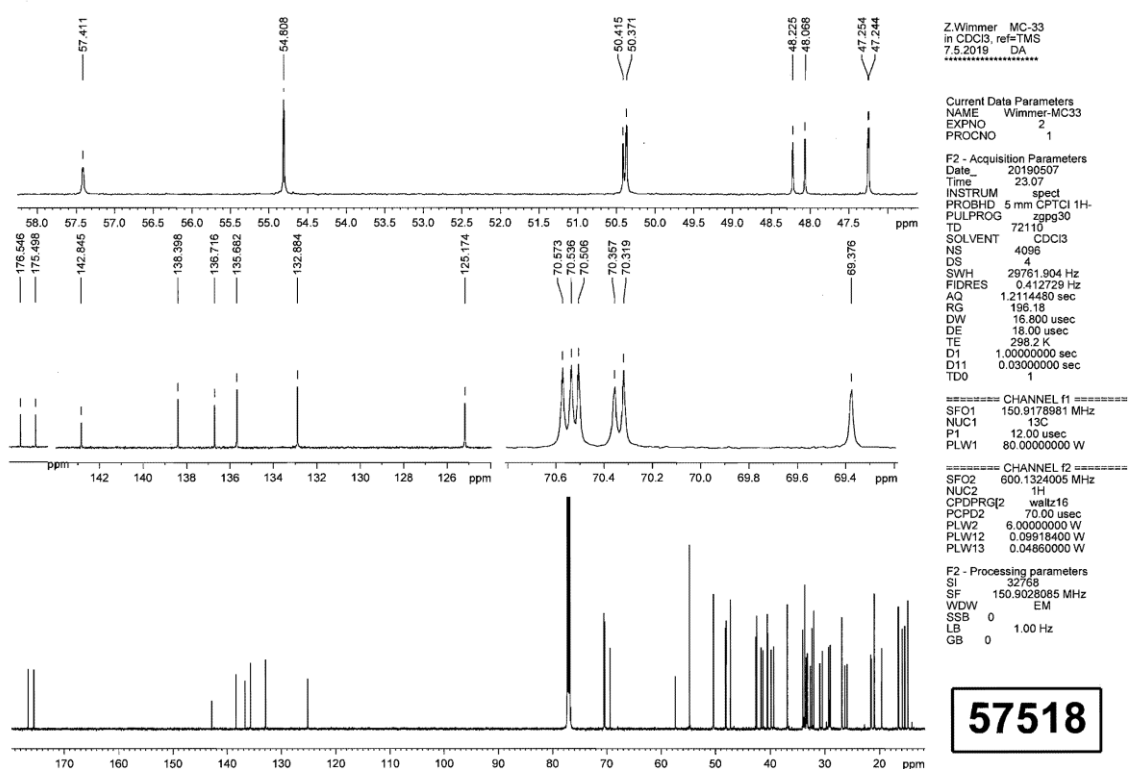 57.411
54.808
50.415
50.371
48.225
48.068
47.254
47.244
58.0 57.5 57.0 56.5 56.0 55.5 55.0 54.5 54.0 53.5 53.0 52.5 52.0 51.5 51.0 50.5 50.0 49.5 49.0 48.5 48.0 47.5 ppm
176.546
175.498
142.845
138.398
136.716
135.682
132.884
125.174
70.573
70.536
70.506
70.357
70.319
69.376
ppm
142 140 138 136 134 132 130 128 126 ppm
70.6 70.4 70.2 70.0 69.8 69.6 69.4 ppm
170 160 150 140 130 120 110 100 90 80 70 60 50 40 30 20 ppm
Z.Wimmer MC-33
in CDCl3, ref=TMS
7.5.2019 DA
*********************
Current Data Parameters
NAME Wimmer-MC33
EXPNO 2
PROCNO 1
F2 - Acquisition Parameters
Date_ 20190507
Time 23.07
INSTRUM spect
PROBHD 5 mm CPTCI 1H-
PULPROG zgpg30
TD 72110
SOLVENT CDCl3
NS 4096
DS 4
SWH 29761.904 Hz
FIDRES 0.412729 Hz
AQ 1.2114480 sec
RG 196.18
DW 16.800 usec
DE 18.00 usec
TE 298.2 K
D1 1.00000000 sec
D11 0.03000000 sec
TD0 1
======== CHANNEL f1 ========
SFO1 150.9178981 MHz
NUC1 13C
P1 12.00 usec
PLW1 80.00000000 W
======== CHANNEL f2 ========
SFO2 600.1324005 MHz
NUC2 1H
CPDPRG[2 waltz16
PCPD2 70.00 usec
PLW2 6.00000000 W
PLW12 0.09918400 W
PLW13 0.04860000 W
F2 - Processing parameters
SI 32768
SF 150.9028085 MHz
WDW EM
SSB 0
LB 1.00 Hz
GB 0
57518